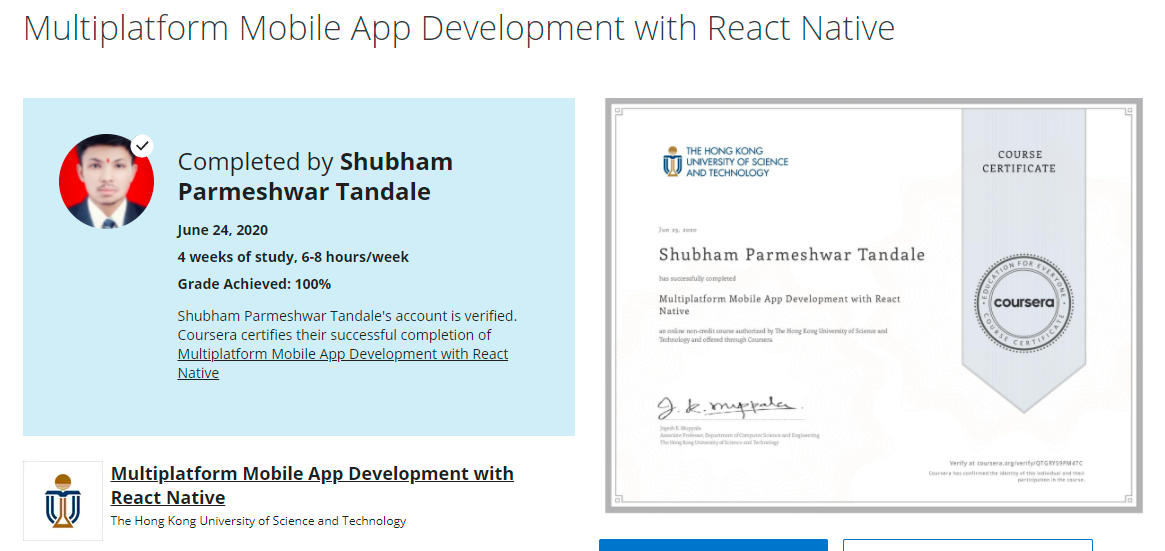 Multiplatform Mobile App Development with React Native
Completed by Shubham
Parmeshwar Tandale
June 24, 2020
4 weeks of study, 6-8 hours/week
Grade Achieved: 100%
Shubham Parmeshwar Tandale's account is verified.
Coursera certifies their successful completion of
Multiplatform Mobile App Development with React
Native
Multiplatform Mobile App Development with
React Native
The Hong Kong University of Science and Technology
THE HONG KONG
UNIVERSITY OF SCIENCE
AND TECHNOLOGY
COURSE
CERTIFICATE
Shubham Parmeshwar Tandale
has successfully completed
Multiplatform Mobile App Development with React
Native
an online non-credit course authorized by The Hong Kong University of Science and
Technology and offered through Coursera
EDUCATION FOR EVERYONE
coursera
COURSE CERTIFICATE
J. K. Muppala
Jogesh K. Muppala
Associate Professor, Department of Computer Science and Engineering
The Hong Kong University of Science and Technology
Verify at coursera.org/verify/
Coursera has confirmed the identity of this individual and their
participation in the course.